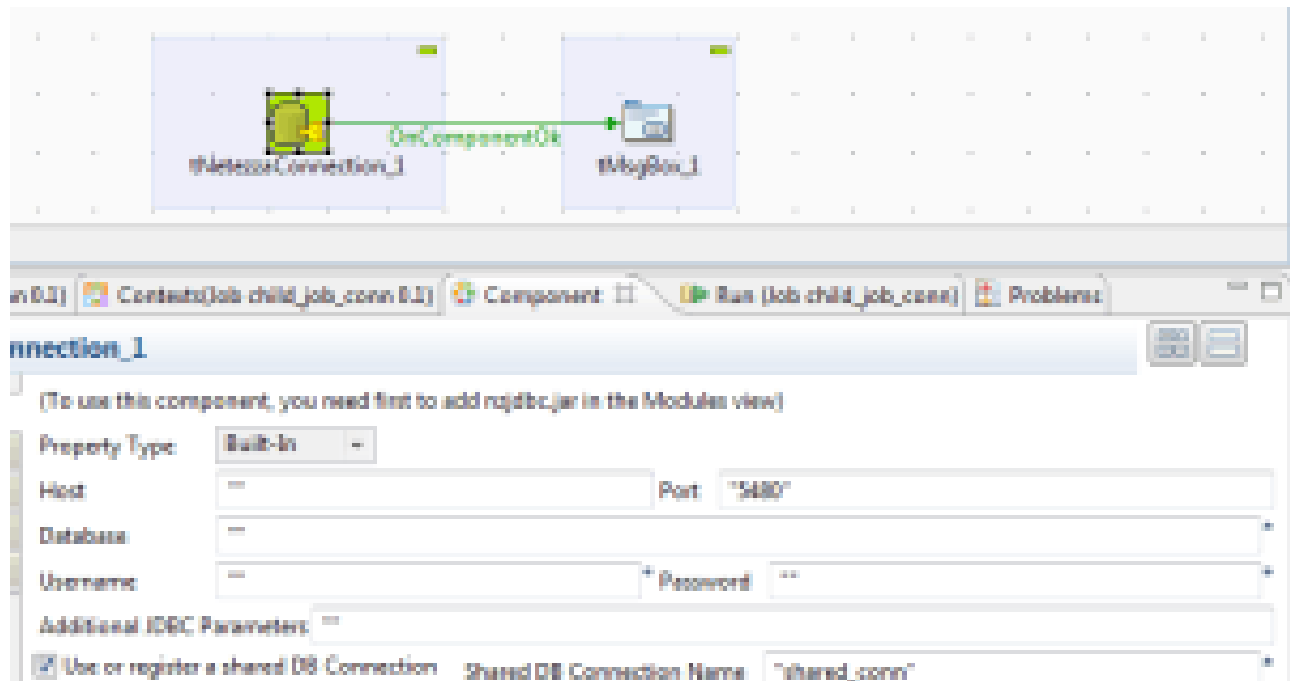 OnComponentOk
tNetezzaConnection_1
tMsgBox_1
n 0.1) Contexts(Job child_job_conn 0.1) Component Run (Job child_job_conn) Problems
nnection_1
(To use this component, you need first to add nzjdbc.jar in the Modules view)
Property Type Built-In
Host "" Port "5480"
Database ""
* 
Username "" * Password "" *
Additional JDBC Parameters ""
Use or register a shared DB Connection Shared DB Connection Name "shared_conn" *